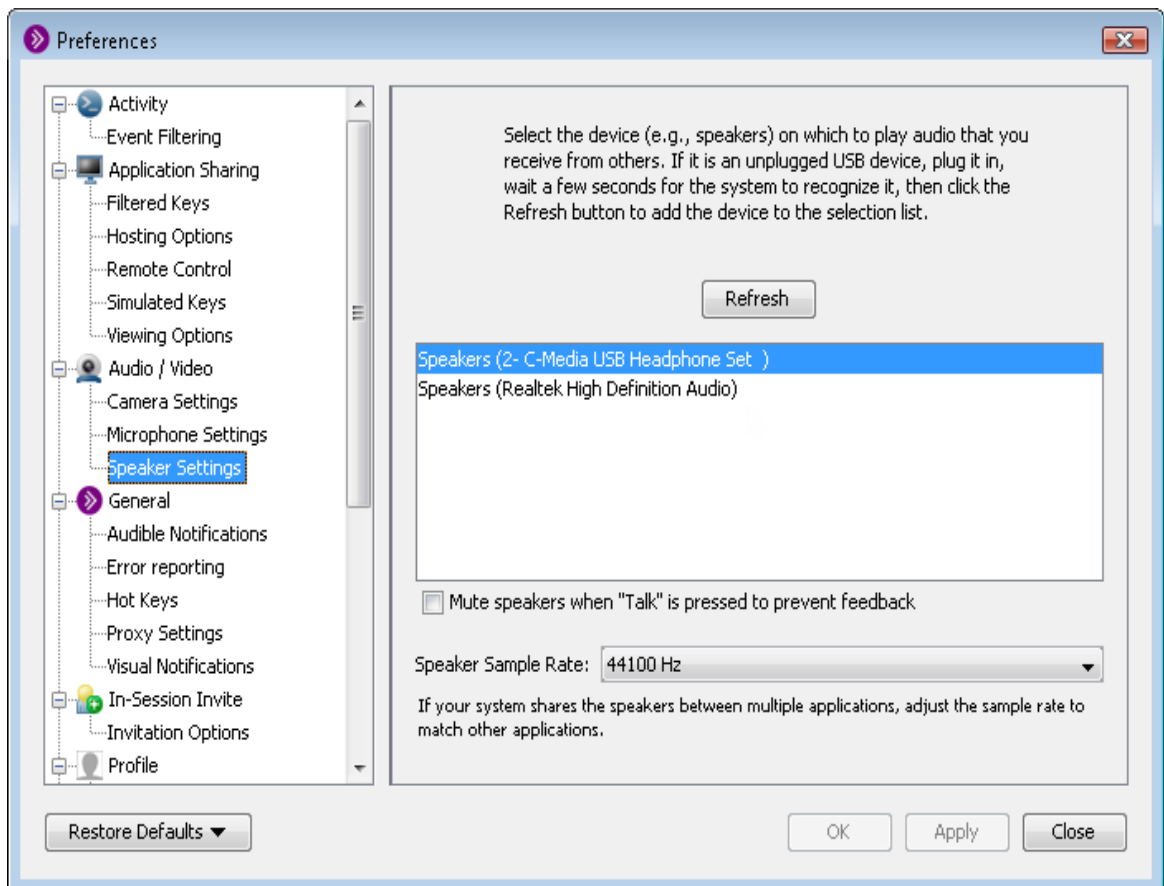 Preferences
Activity
Event Filtering
Application Sharing
Filtered Keys
Hosting Options
Remote Control
Simulated Keys
Viewing Options
Audio / Video
Camera Settings
Microphone Settings
Speaker Settings
General
Audible Notifications
Error reporting
Hot Keys
Proxy Settings
Visual Notifications
In-Session Invite
Invitation Options
Profile
Select the device (e.g., speakers) on which to play audio that you
receive from others. If it is an unplugged USB device, plug it in,
wait a few seconds for the system to recognize it, then click the
Refresh button to add the device to the selection list.
Refresh
Speakers (2- C-Media USB Headphone Set  )
Speakers (Realtek High Definition Audio)
Mute speakers when "Talk" is pressed to prevent feedback
Speaker Sample Rate: 44100 Hz
If your system shares the speakers between multiple applications, adjust the sample rate to
match other applications.
Restore Defaults
OK
Apply
Close